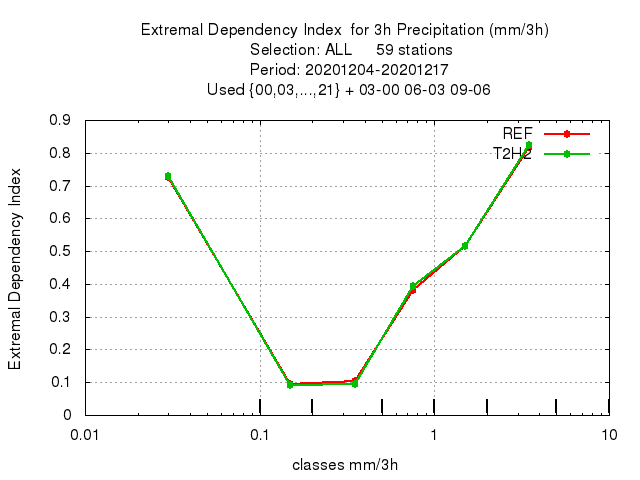 Extremal Dependency Index  for 3h Precipitation (mm/3h)
Selection: ALL     59 stations
Period: 20201204-20201217
Used {00,03,...,21} + 03-00 06-03 09-06
REF
T2H2
0.9
0.8
0.7
0.6
0.5
0.4
0.3
0.2
0.1
0
Extremal Dependency Index
0.01
0.1
1
10
classes mm/3h